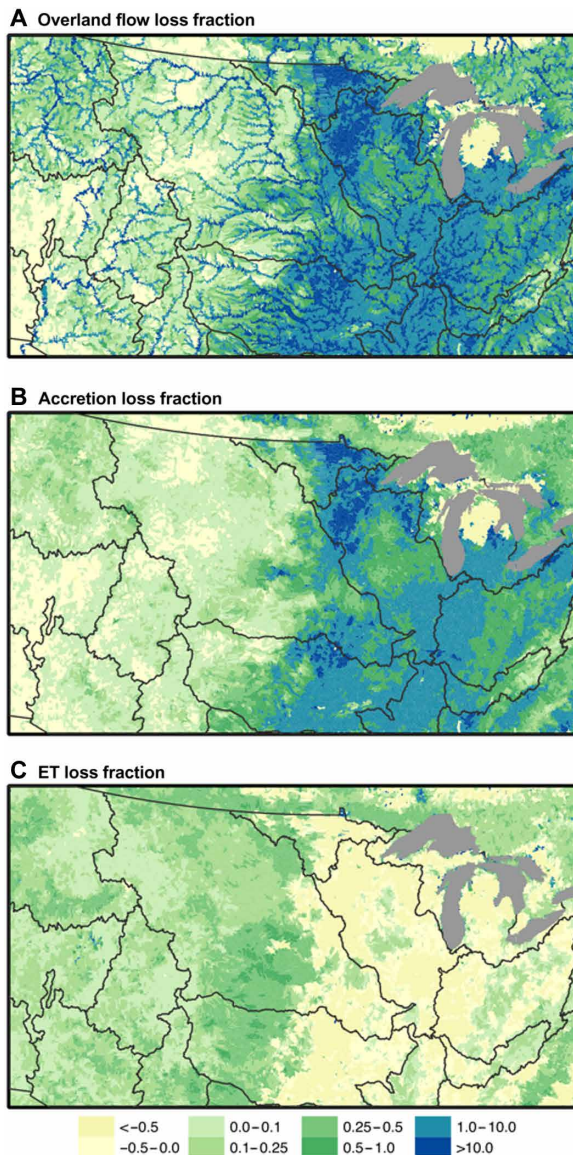 A Overland flow loss fraction
B Accretion loss fraction
C ET loss fraction
<-0.5 0.0-0.1 0.25-0.5 1.0-10.0
-0.5-0.0 0.1-0.25 0.5-1.0 >10.0